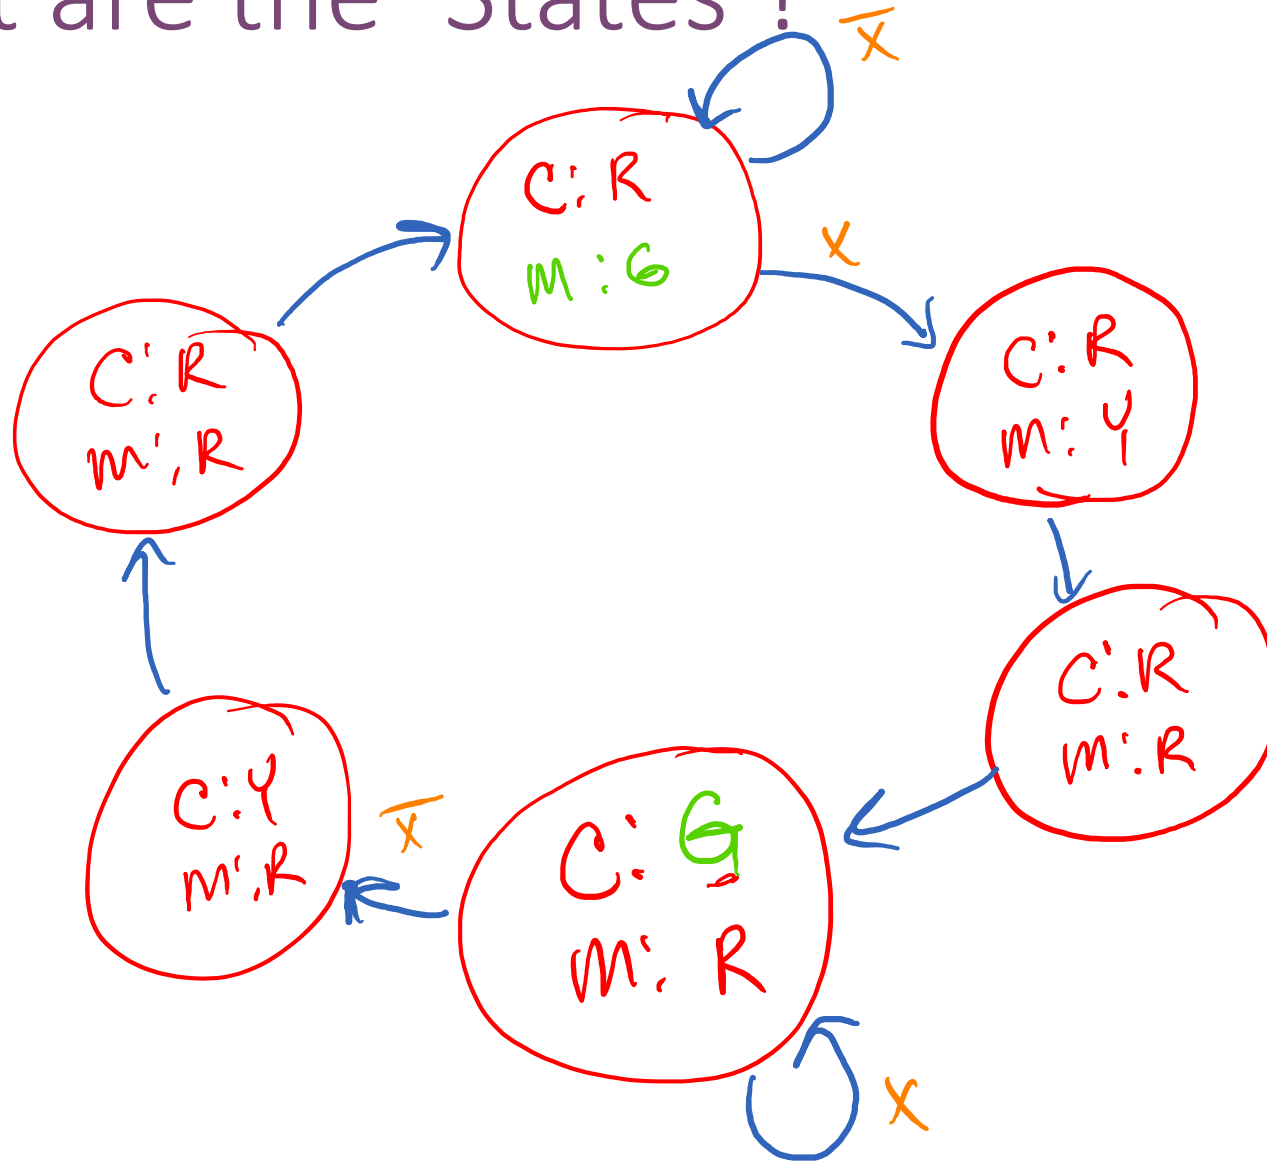 t are the States ?
X̅
C: R
M: G
X
C: R
M: R
C: R
M: Y
C: R
M: R
C: Y
M: R
X̅
C: G
M: R
X